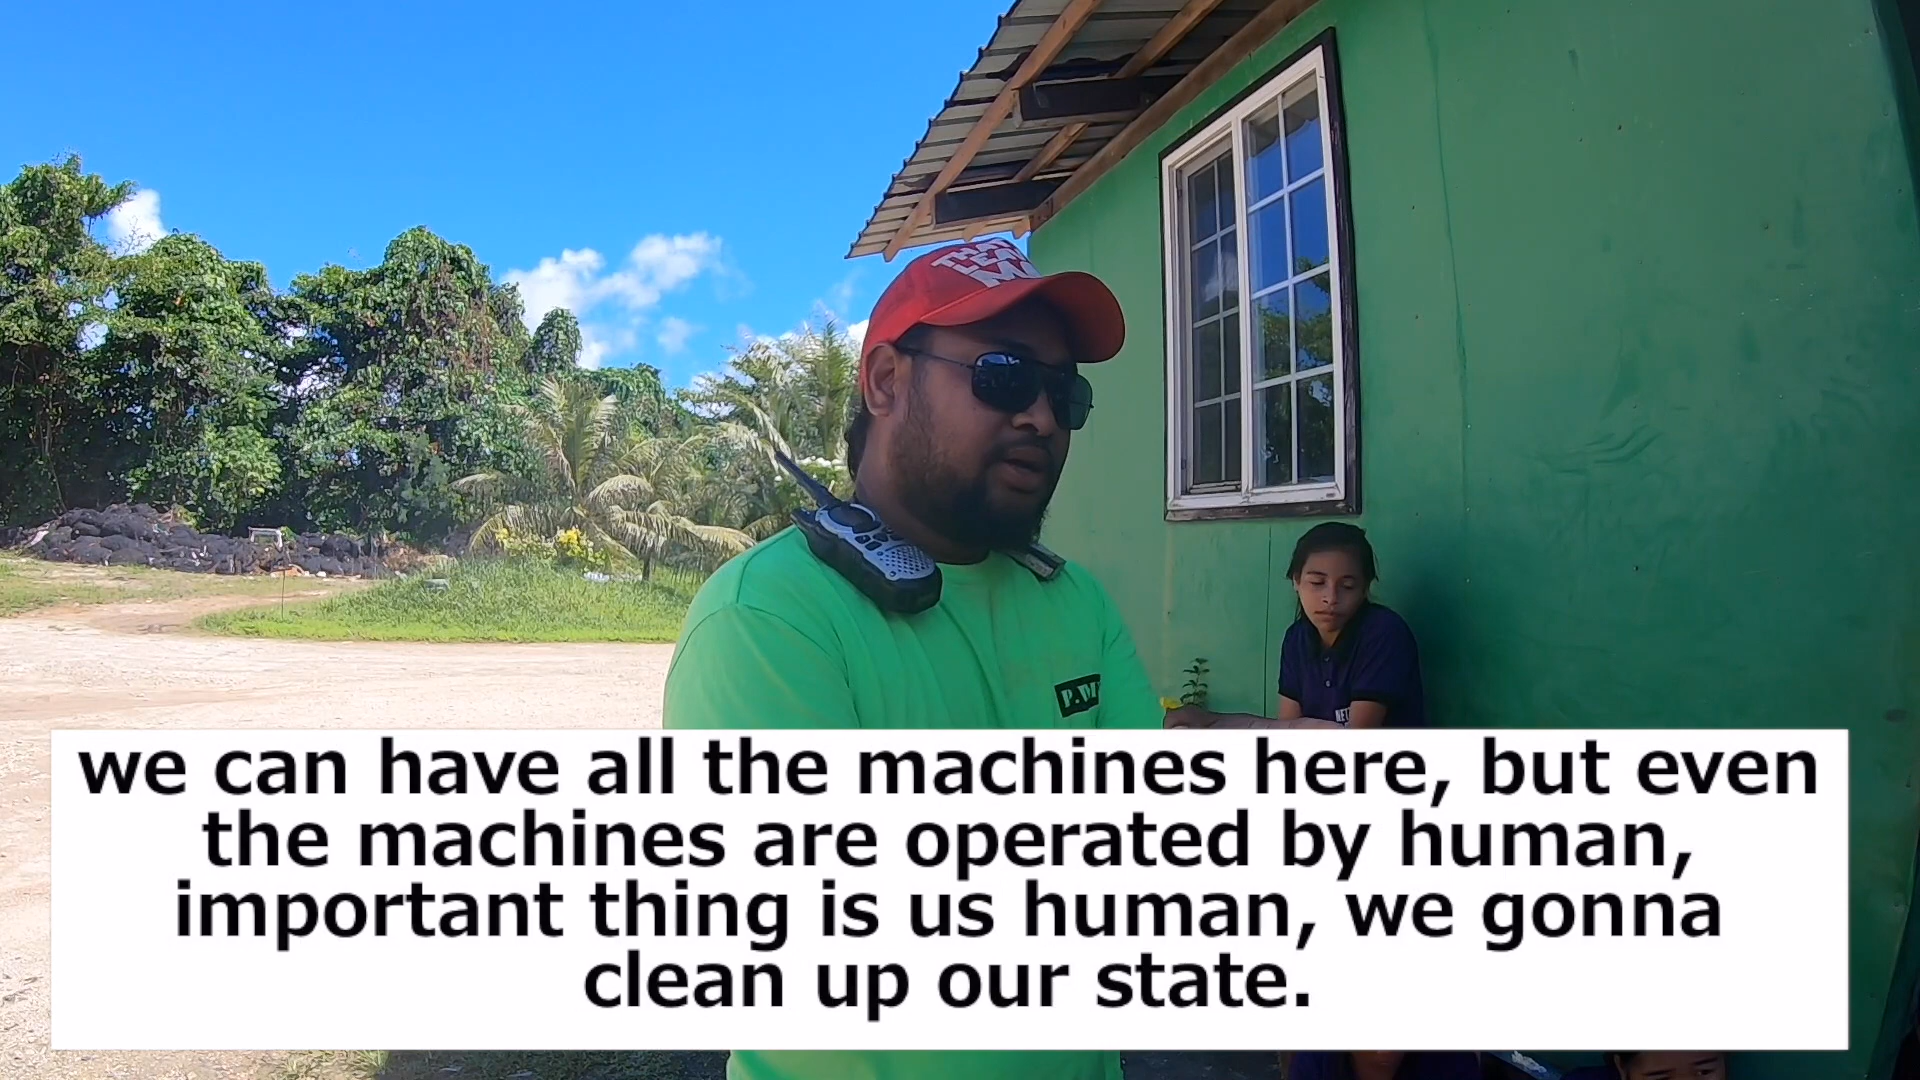 we can have all the machines here, but even
the machines are operated by human,
important thing is us human, we gonna
clean up our state.